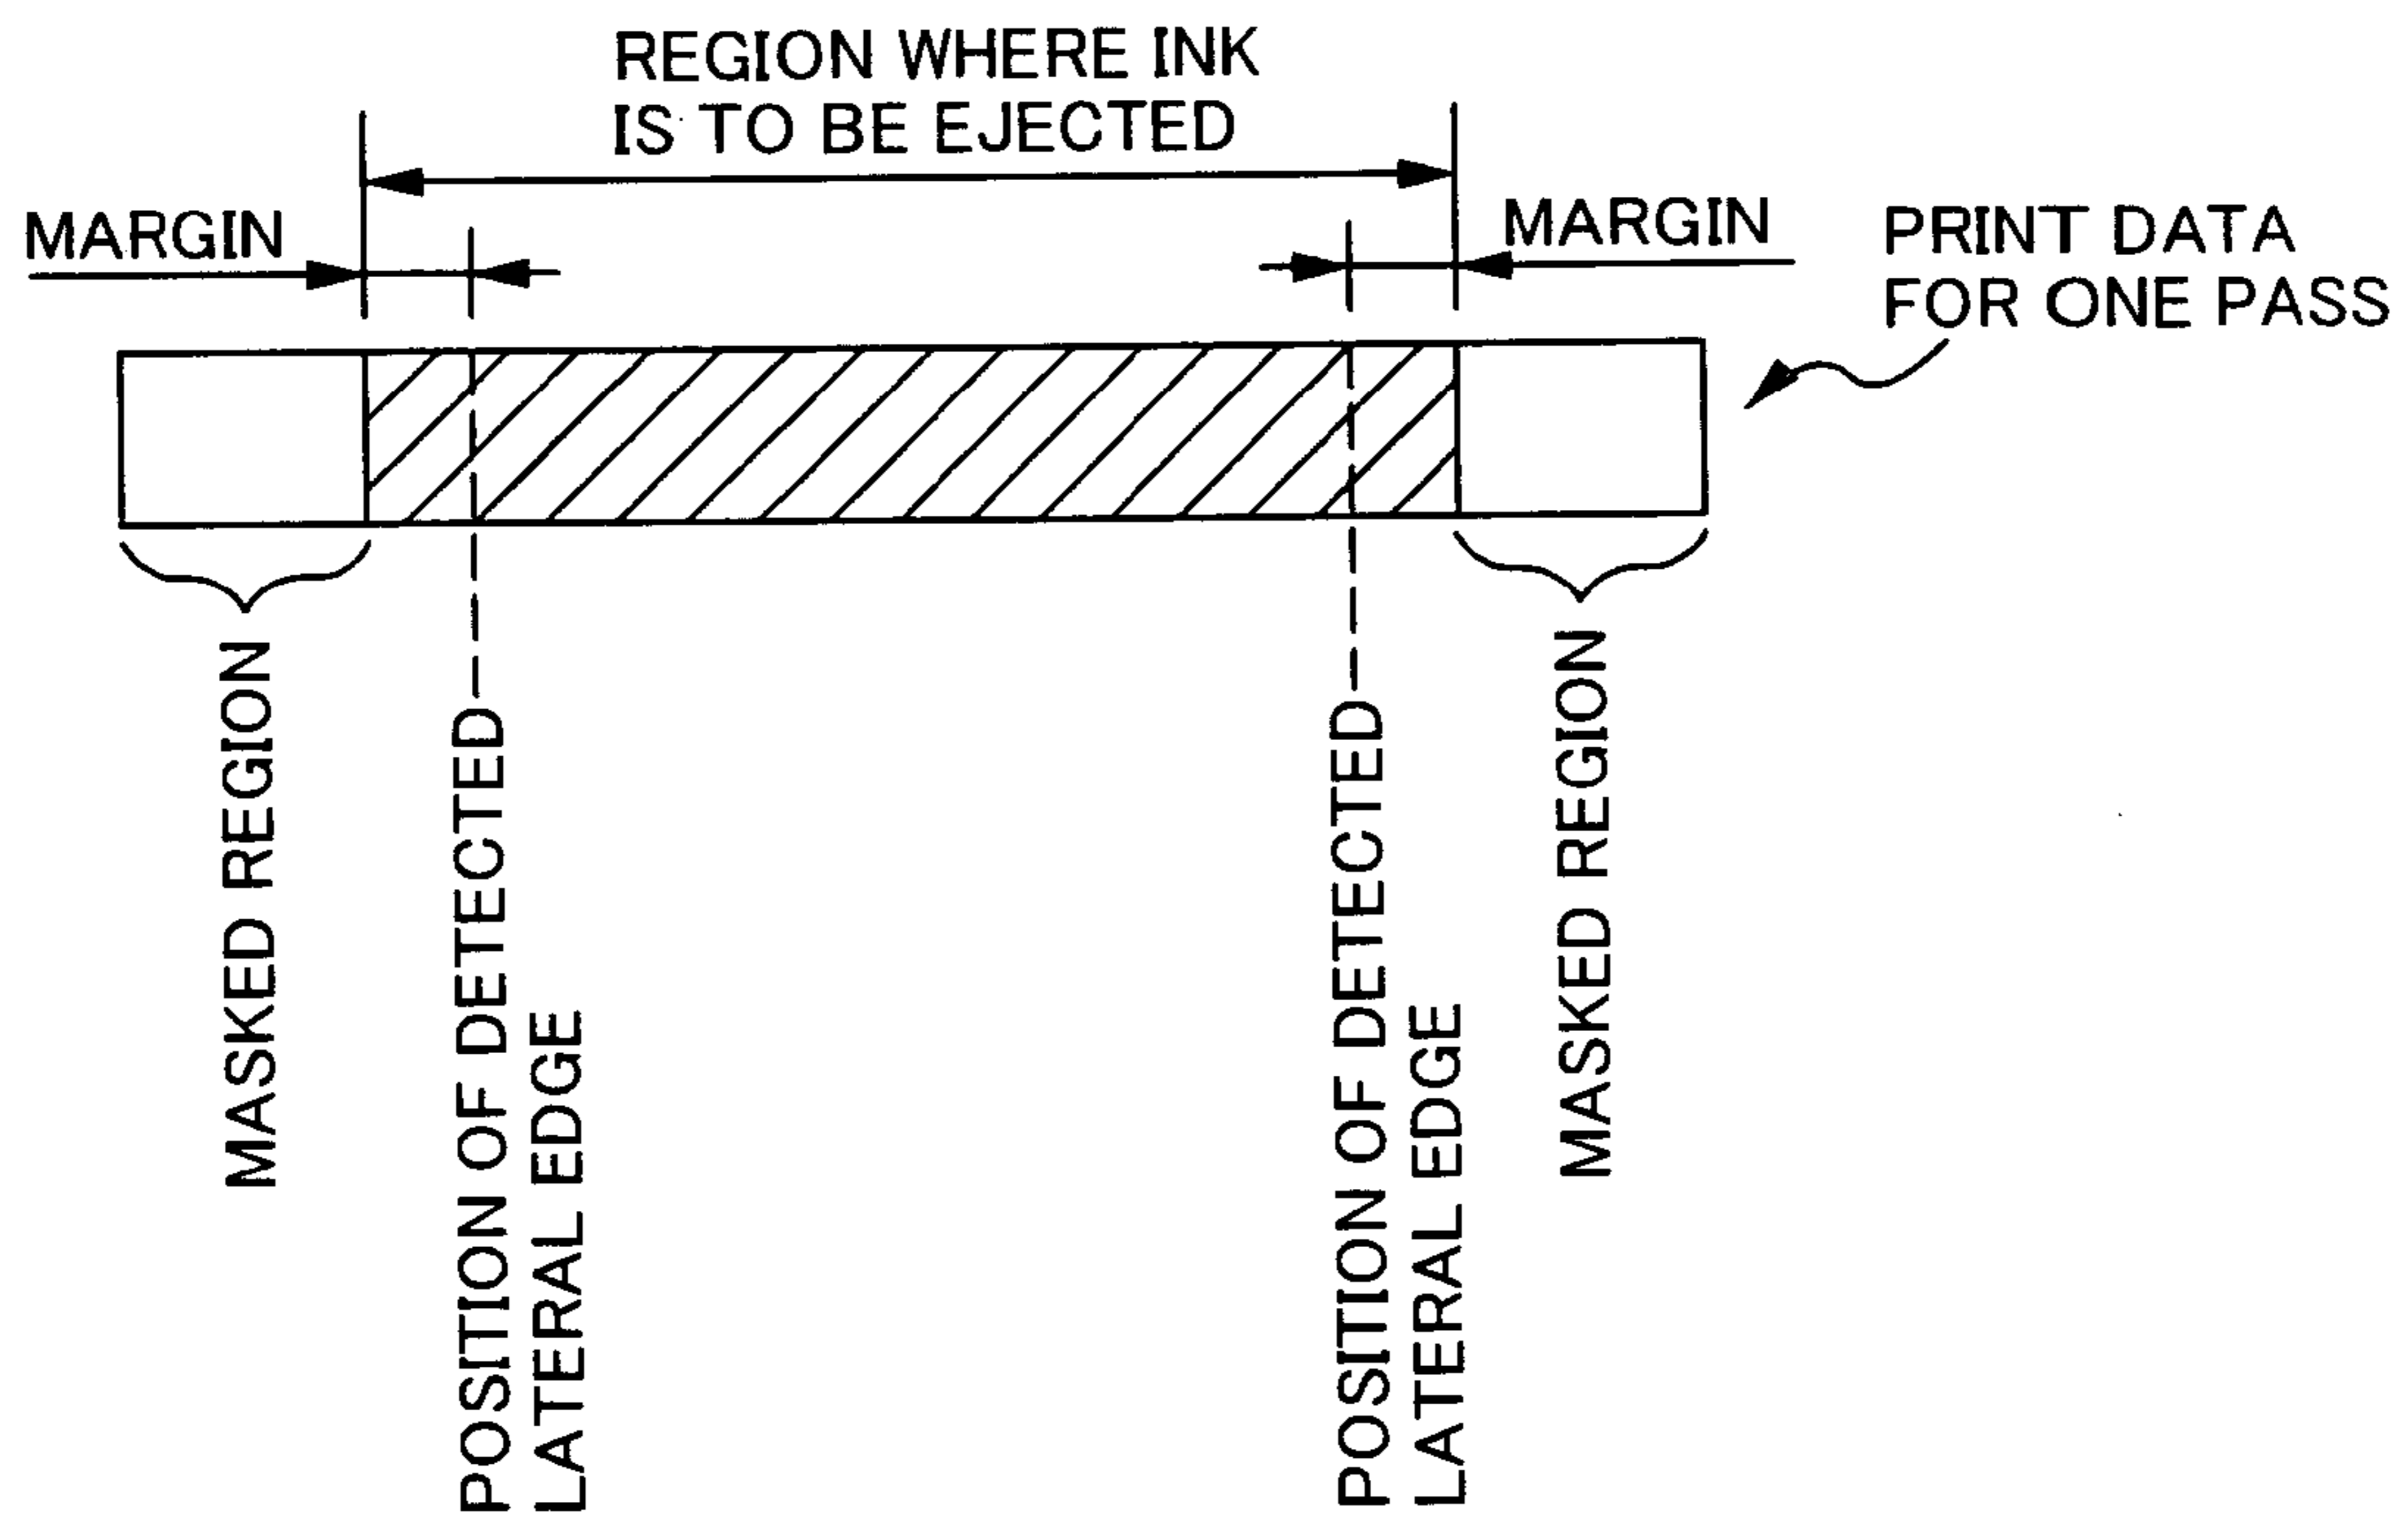 REGION WHERE INK
IS TO BE EJECTED
MARGIN
MARGIN
PRINT DATA
FOR ONE PASS
MASKED REGION
POSITION OF DETECTED
LATERAL EDGE
POSITION OF DETECTED
LATERAL EDGE
MASKED REGION